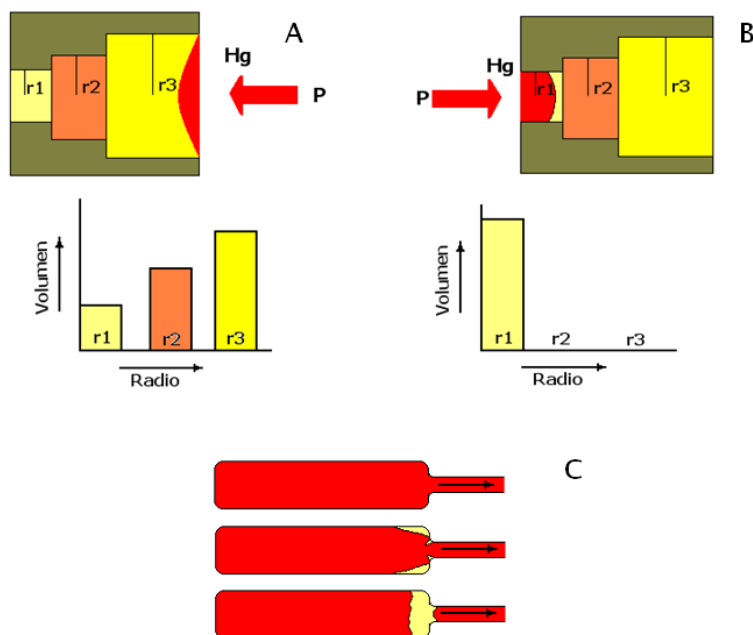 A
Hg
P
r1 r2 r3
B
Hg
P
r1 r2 r3
Volumen
r1 r2 r3
Radio
Volumen
r1 r2 r3
Radio
C